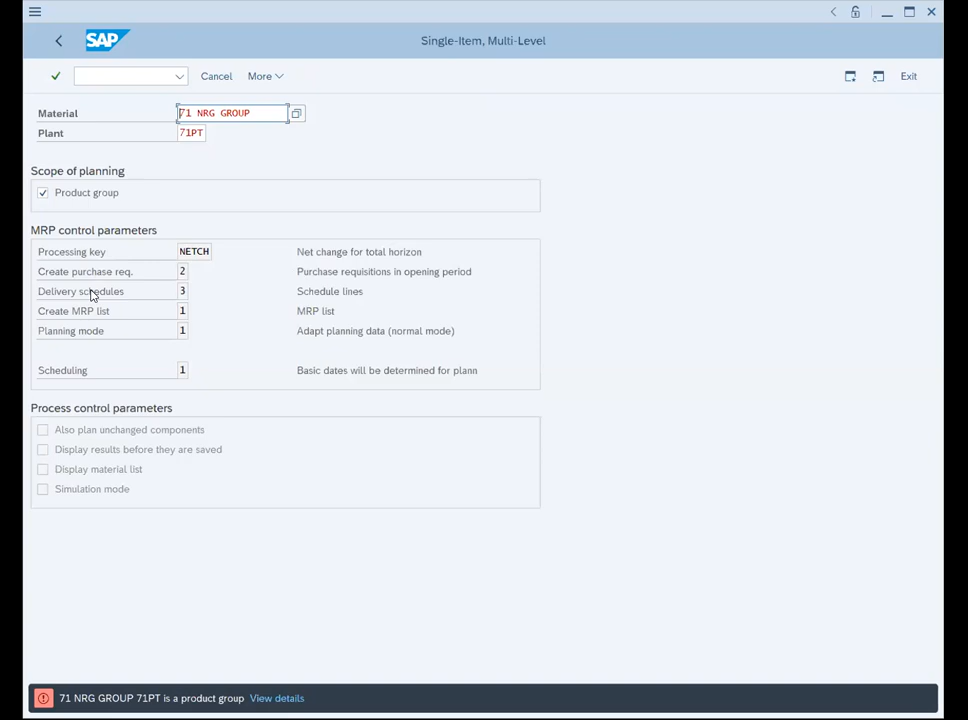 SAP
Single-Item, Multi-Level
Cancel More Exit
Material 71 NRG GROUP
Plant 71PT
Scope of planning
Product group
MRP control parameters
Processing key NETCH Net change for total horizon
Create purchase req. 2 Purchase requisitions in opening period
Delivery schedules 3 Schedule lines
Create MRP list 1 MRP list
Planning mode 1 Adapt planning data (normal mode)
Scheduling 1 Basic dates will be determined for plann
Process control parameters
Also plan unchanged components
Display results before they are saved
Display material list
Simulation mode
71 NRG GROUP 71PT is a product group View details